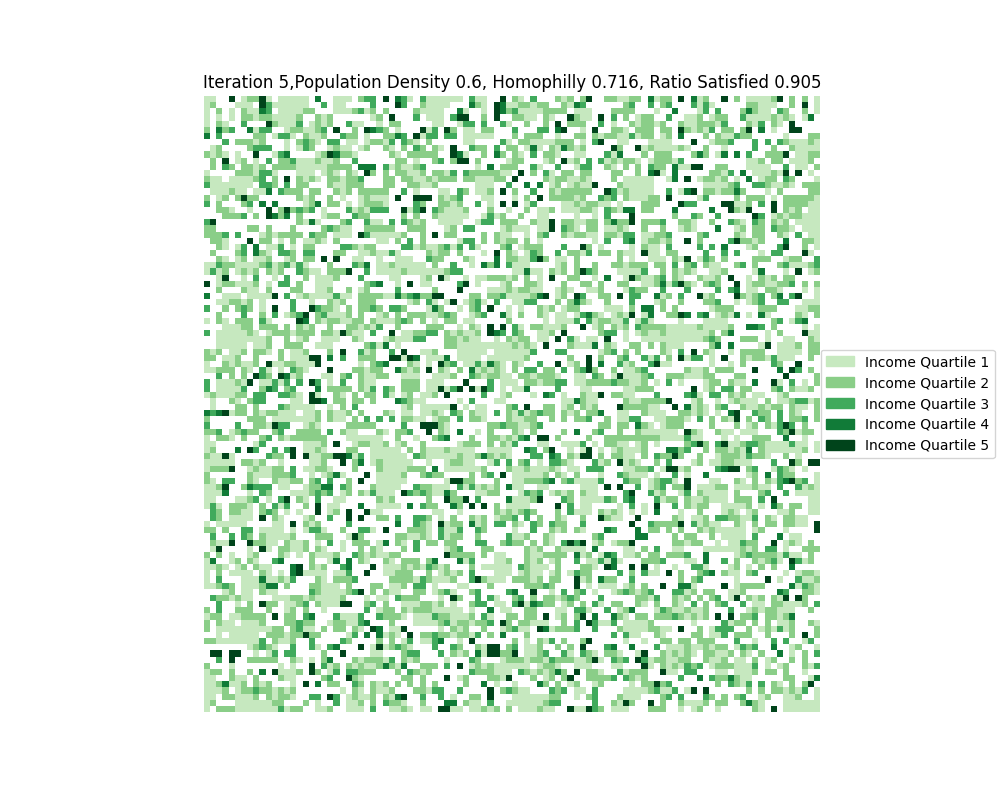 Iteration 5,Population Density 0.6, Homophilly 0.716, Ratio Satisfied 0.905
Income Quartile 1
Income Quartile 2
Income Quartile 3
Income Quartile 4
Income Quartile 5